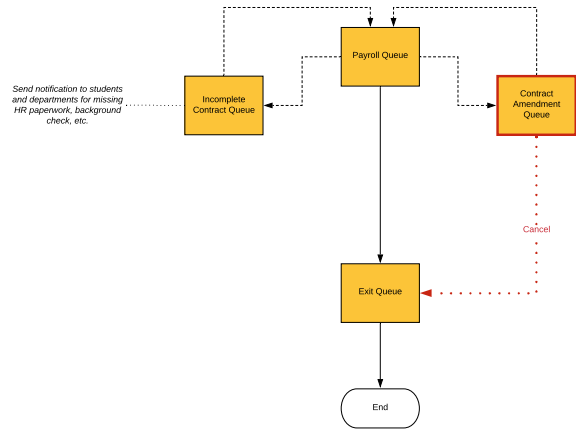 Payroll Queue
Send notification to students
and departments for missing
HR paperwork, background
check, etc.
Incomplete
Contract Queue
Contract
Amendment
Queue
Cancel
Exit Queue
End